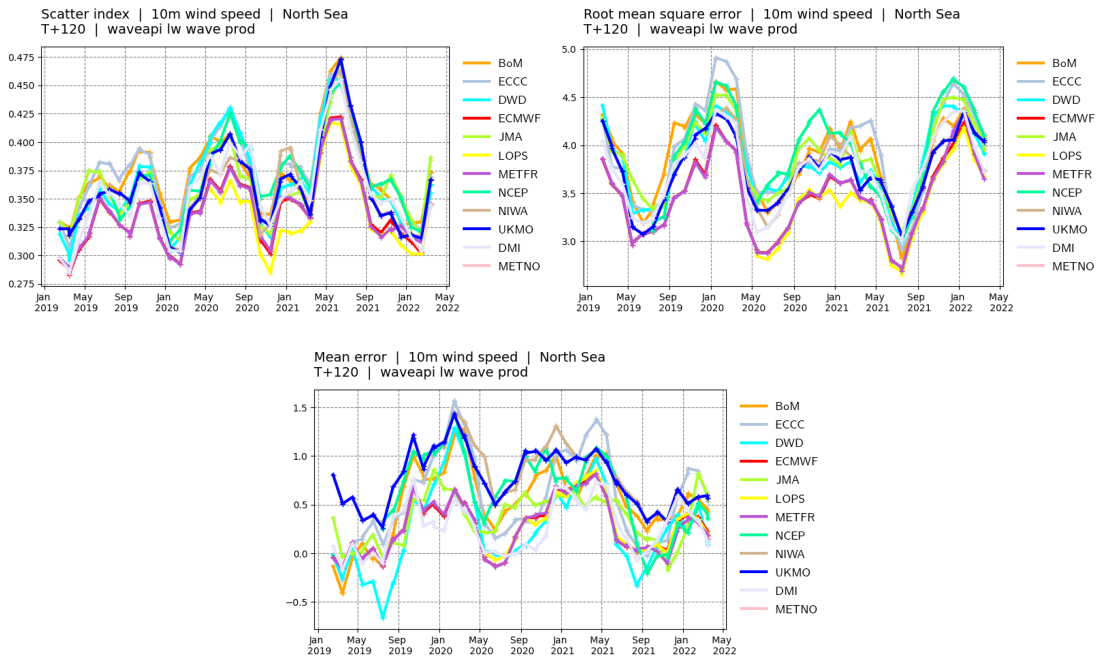 Scatter index | 10m wind speed | North Sea
T+120 | waveapi lw wave prod
0.475
0.450
0.425
0.400
0.375
0.350
0.325
0.300
0.275
Jan May Sep Jan May Sep Jan May Sep Jan May
2019 2019 2019 2020 2020 2020 2021 2021 2021 2022 2022
BoM
ECCC
DWD
ECMWF
JMA
LOPS
METFR
NCEP
NIWA
UKMO
DMI
METNO
Root mean square error | 10m wind speed | North Sea
T+120 | waveapi lw wave prod
5.0
4.5
4.0
3.5
3.0
Jan May Sep Jan May Sep Jan May Sep Jan May
2019 2019 2019 2020 2020 2020 2021 2021 2021 2022 2022
BoM
ECCC
DWD
ECMWF
JMA
LOPS
METFR
NCEP
NIWA
UKMO
DMI
METNO
Mean error | 10m wind speed | North Sea
T+120 | waveapi lw wave prod
1.5
1.0
0.5
0.0
−0.5
Jan May Sep Jan May Sep Jan May Sep Jan May
2019 2019 2019 2020 2020 2020 2021 2021 2021 2022 2022
BoM
ECCC
DWD
ECMWF
JMA
LOPS
METFR
NCEP
NIWA
UKMO
DMI
METNO